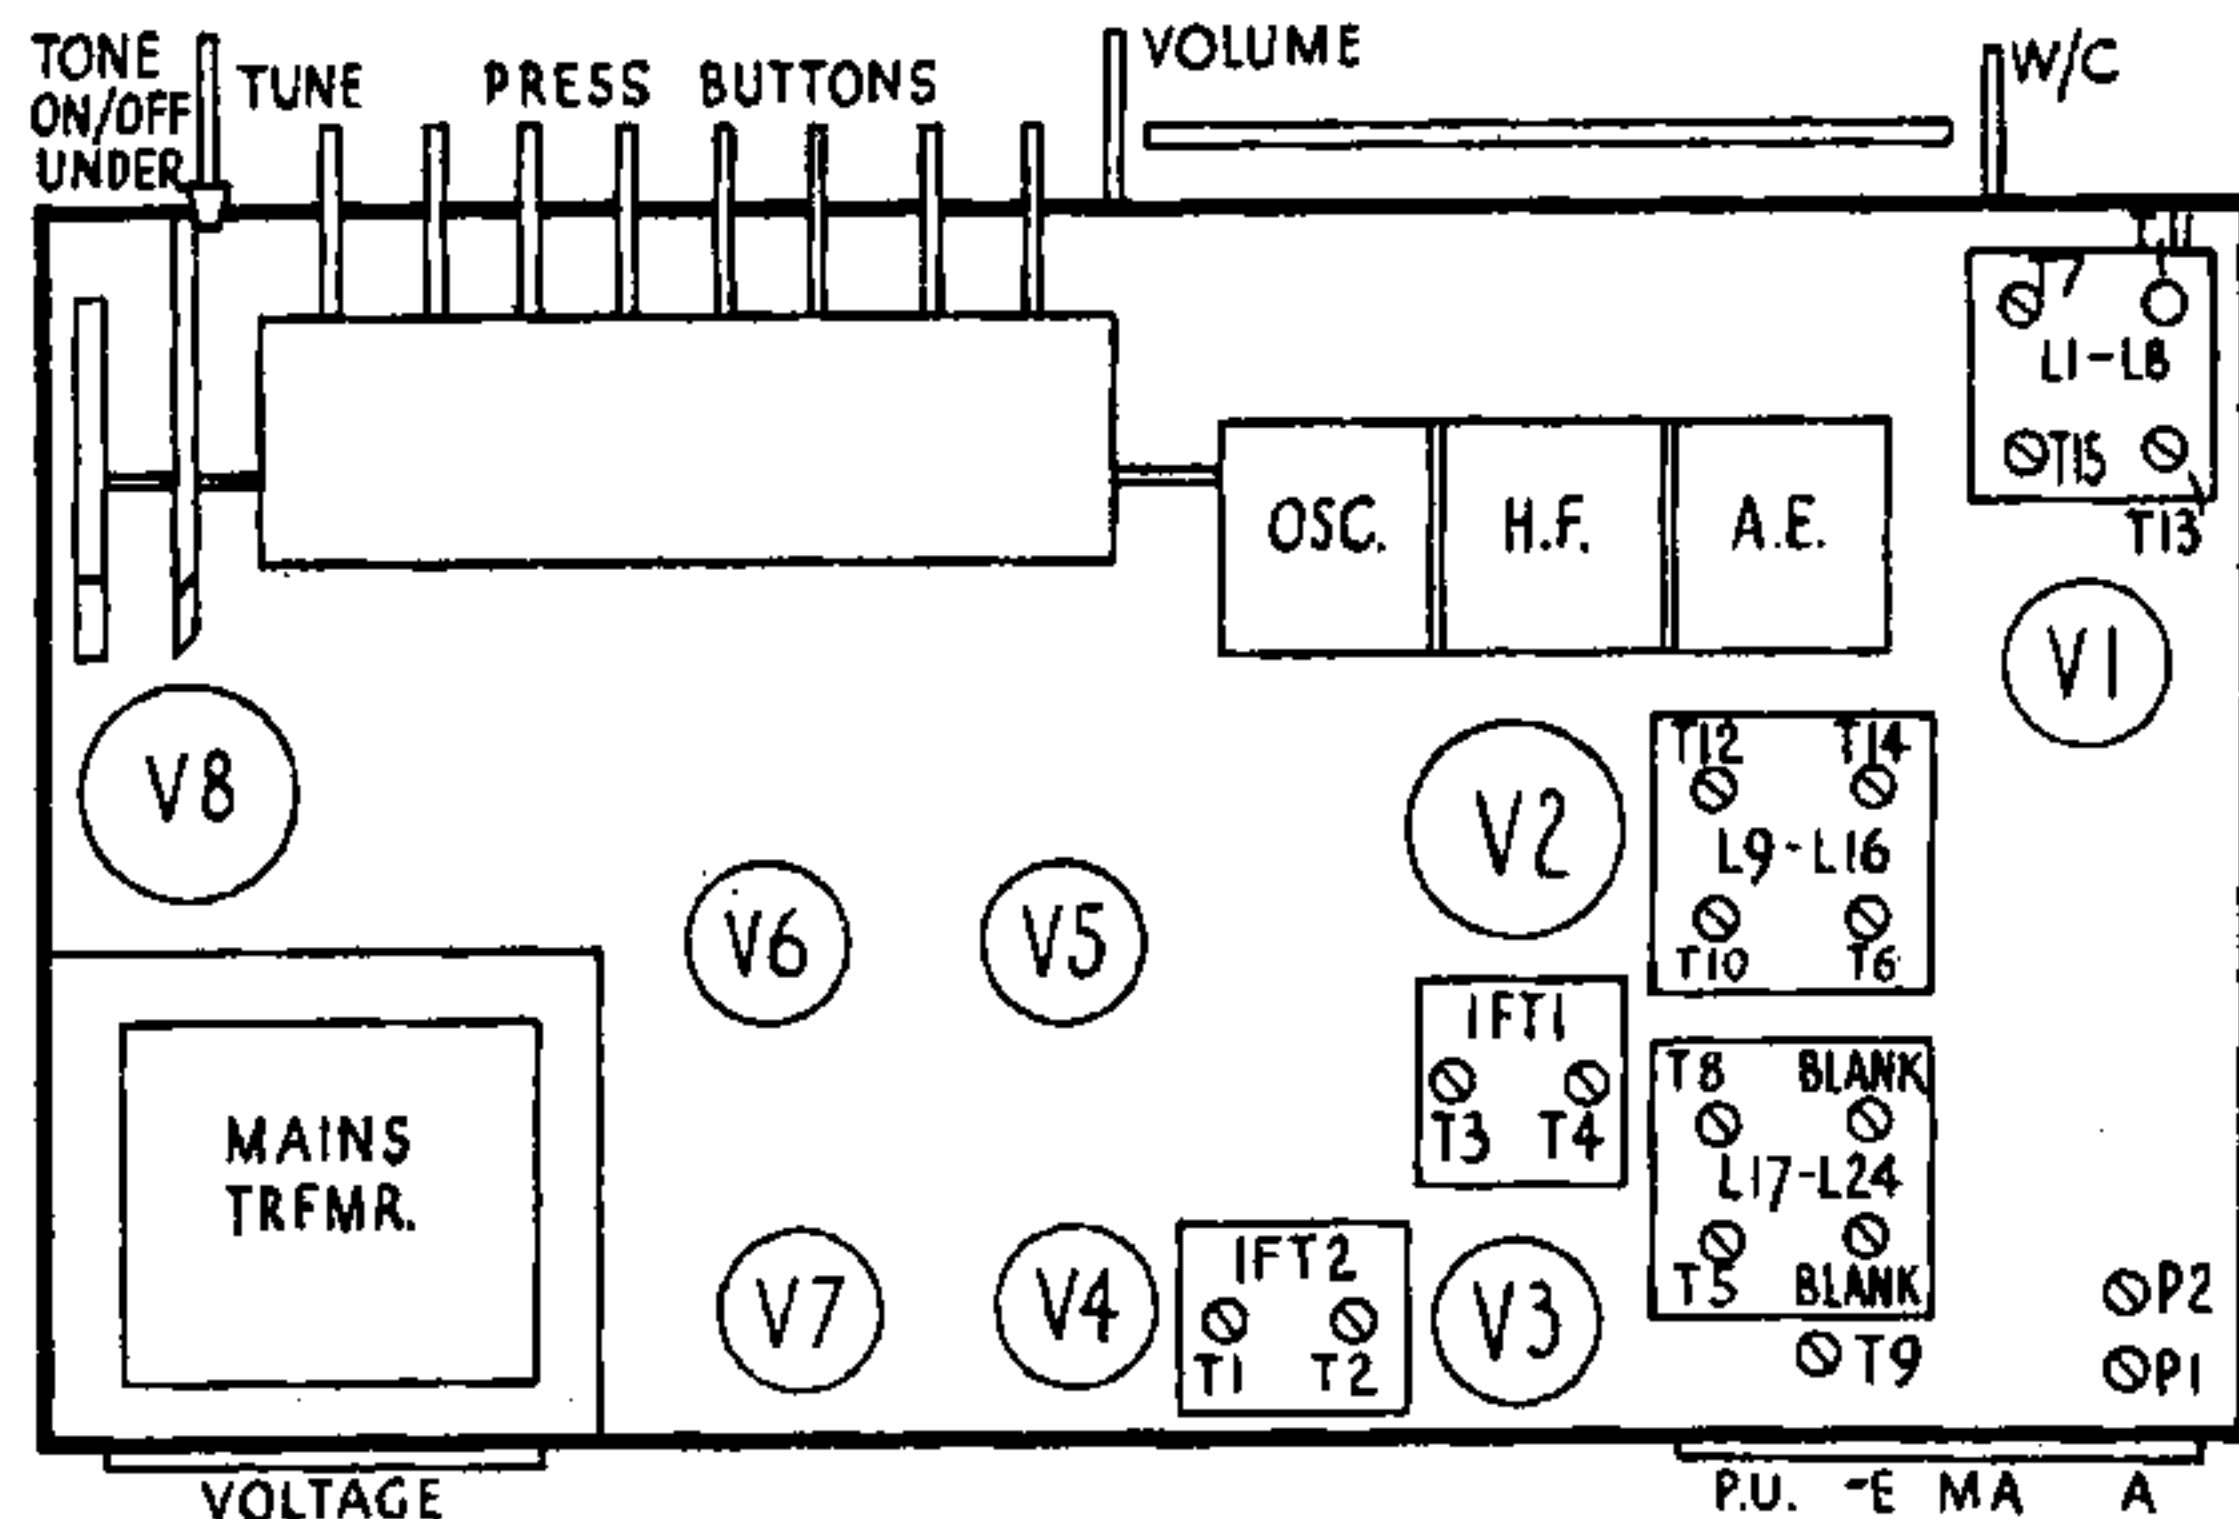 TONE
ON/OFF
UNDER
TUNE
PRESS BUTTONS
VOLUME
W/C
T7
L1-L8
T15
T13
OSC.
H.F.
A.E.
V1
V8
V2
T12 T14
L9-L16
T10 T6
V6
V5
IFT1
T3 T4
T8 BLANK
L17-L24
T5 BLANK
MAINS
TRFMR.
V7
V4
IFT2
T1 T2
V3
T9
P2
P1
VOLTAGE
P.U. -E MA A